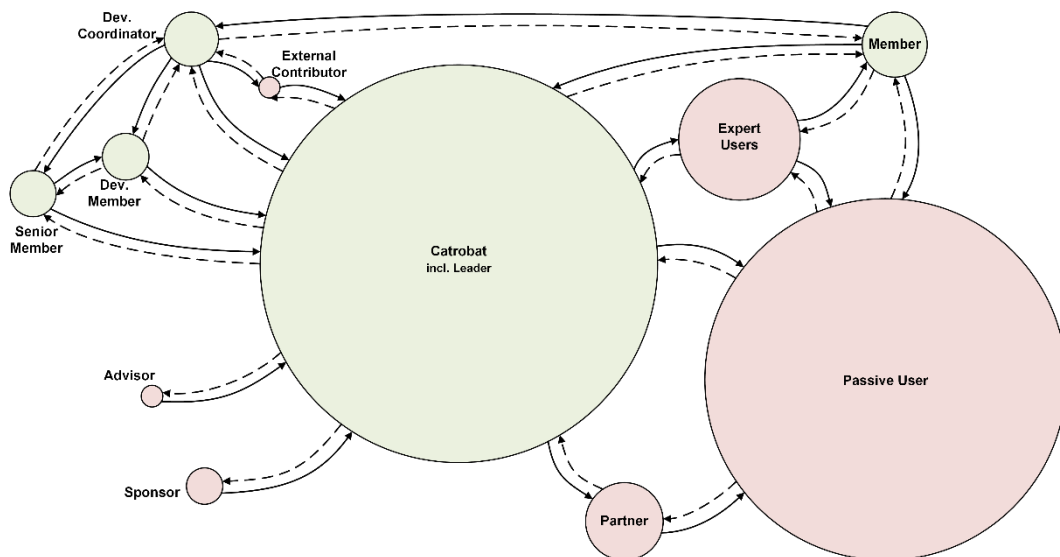 Dev.
Coordinator
External
Contributor
Member
Expert
Users
Dev.
Member
Senior
Member
Catrobat
incl. Leader
Advisor
Passive User
Sponsor
Partner